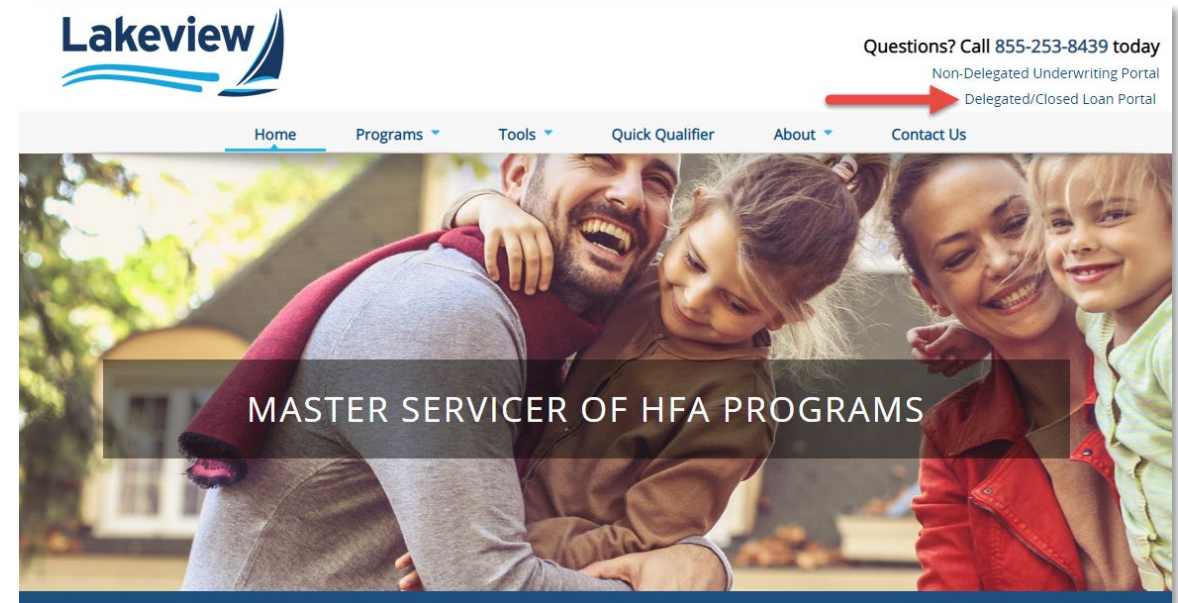 Lakeview
Questions? Call 855-253-8439 today
Non-Delegated Underwriting Portal
Delegated/Closed Loan Portal
Home Programs Tools Quick Qualifier About Contact Us
MASTER SERVICER OF HFA PROGRAMS